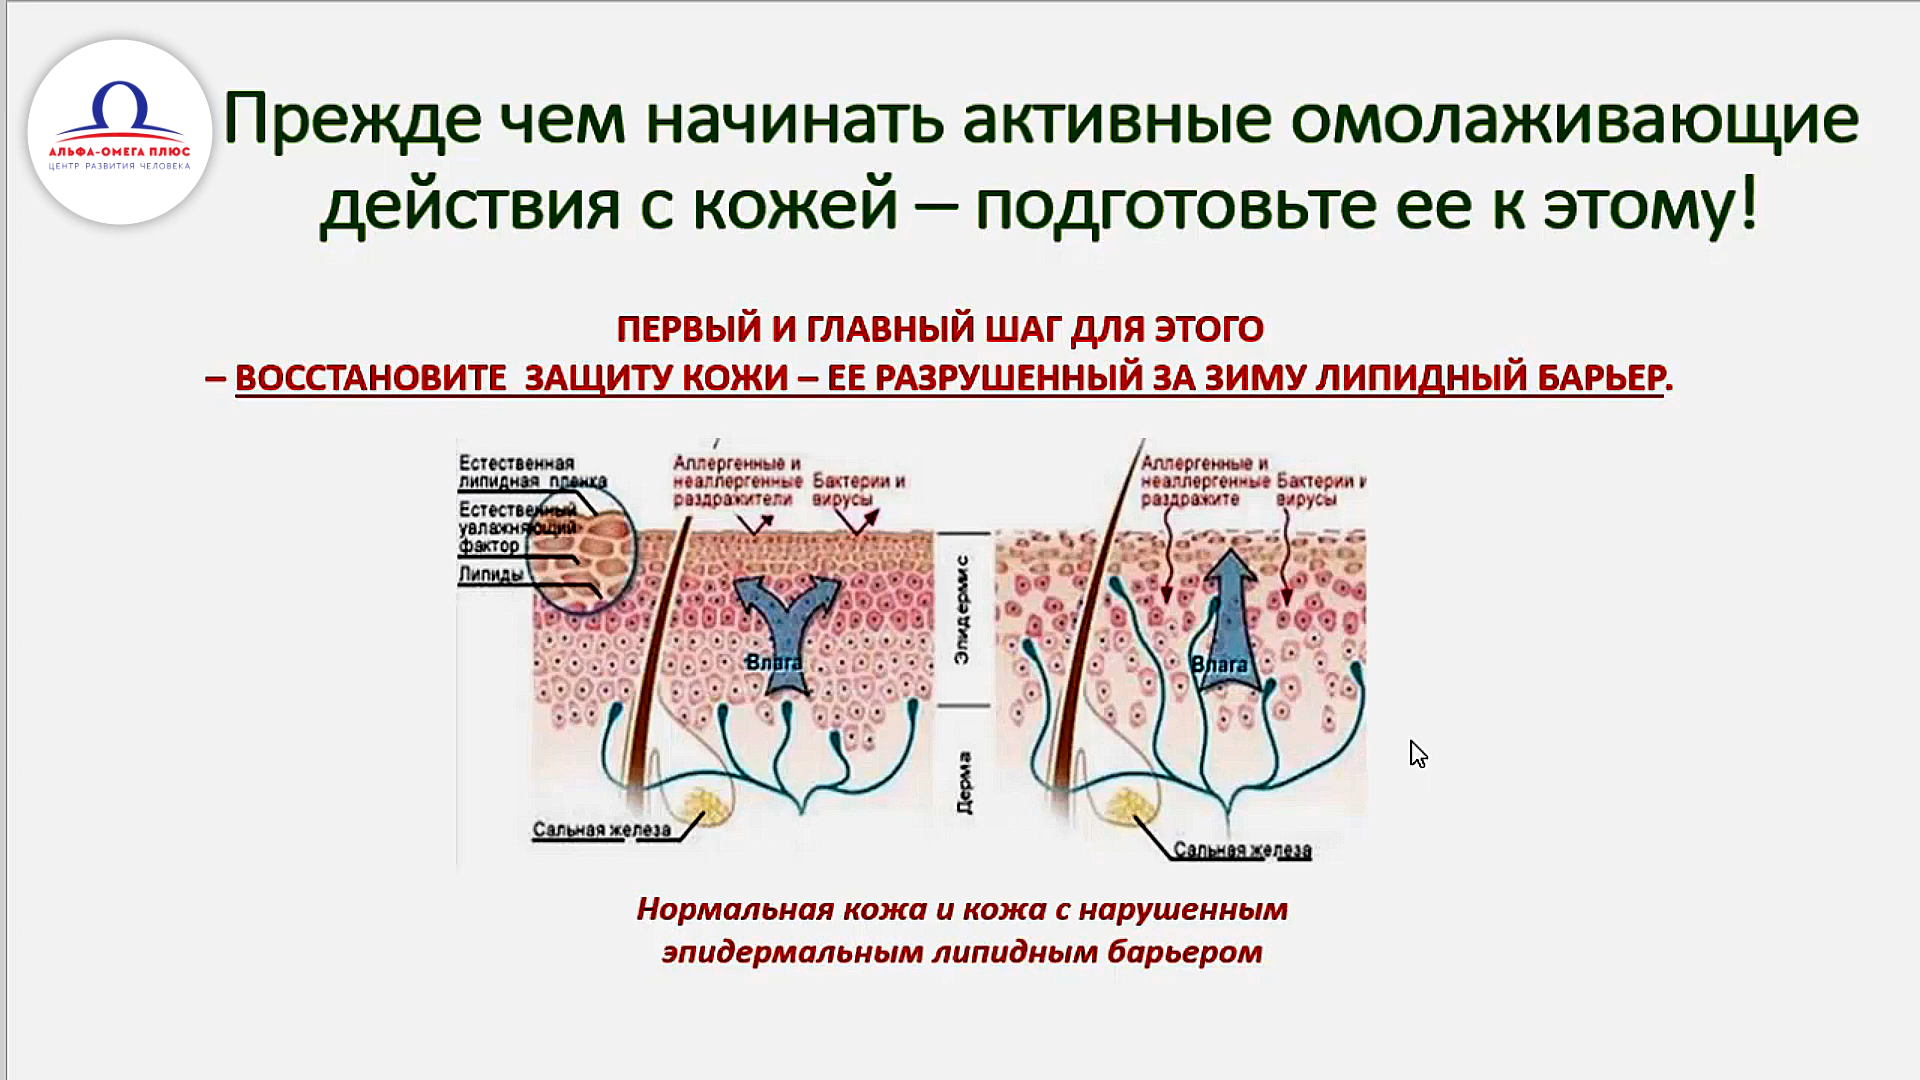 АЛЬФА-ОМЕГА ПЛЮС
ЦЕНТР РАЗВИТИЯ ЧЕЛОВЕКА
Прежде чем начинать активные омолаживающие
действия с кожей – подготовьте ее к этому!
ПЕРВЫЙ И ГЛАВНЫЙ ШАГ ДЛЯ ЭТОГО
– ВОССТАНОВИТЕ ЗАЩИТУ КОЖИ – ЕЕ РАЗРУШЕННЫЙ ЗА ЗИМУ ЛИПИДНЫЙ БАРЬЕР.
Естественная
липидная пленка
Естественный
увлажняющий
фактор
Липиды
Аллергенные и
неаллергенные
раздражители
Бактерии и
вирусы
Влага
Сальная железа
Эпидермис
Дерма
Аллергенные и
неаллергенные
раздражите
Бактерии и
вирусы
Влага
Сальная железа
Нормальная кожа и кожа с нарушенным
эпидермальным липидным барьером